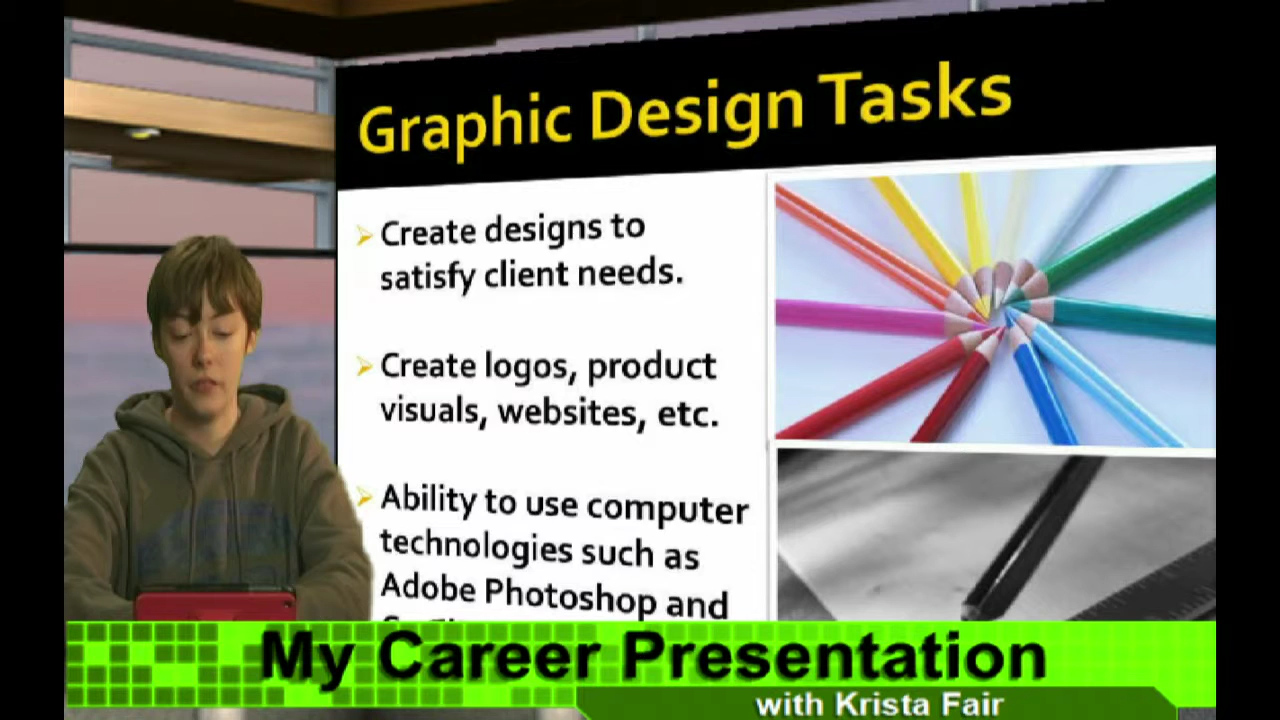 Graphic Design Tasks
Create designs to
satisfy client needs.
Create logos, product
visuals, websites, etc.
Ability to use computer
technologies such as
Adobe Photoshop and
My Career Presentation
with Krista Fair